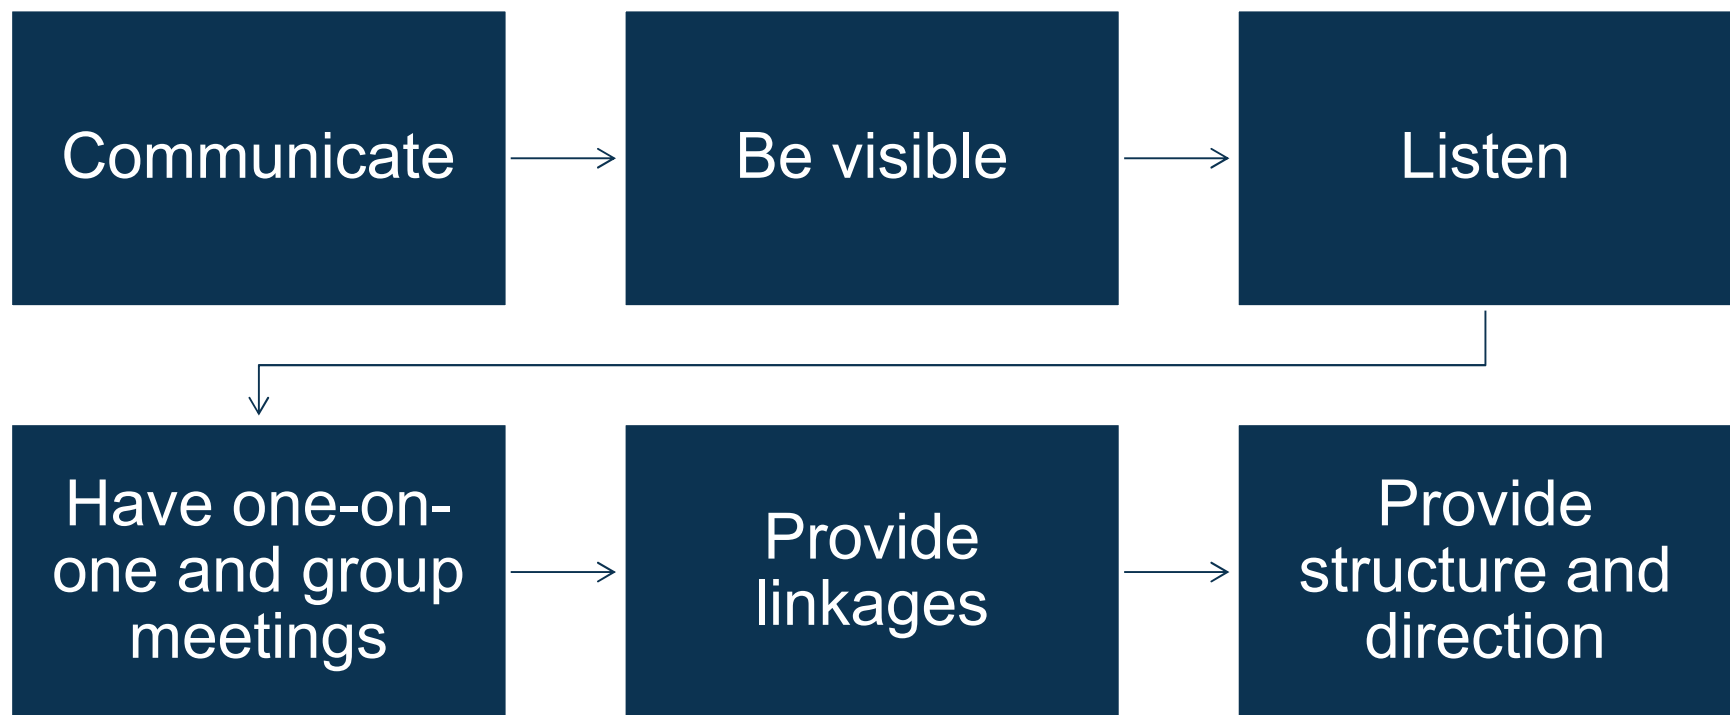 Communicate
Be visible
Listen
Have one-on-
one and group
meetings
Provide
linkages
Provide
structure and
direction